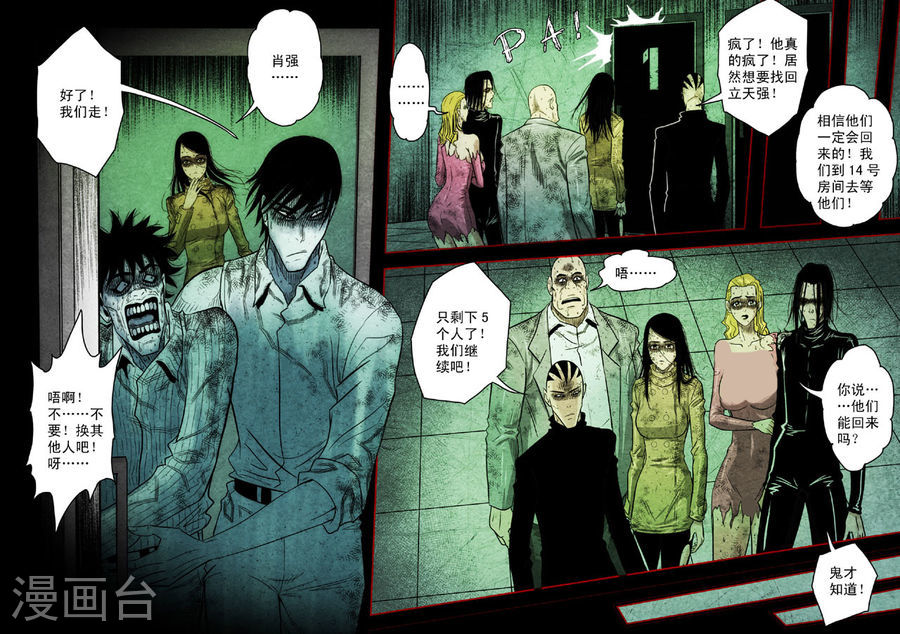 好了！
我们走！
肖强
……
唔啊！
不……不
要！换其
他人吧！
呀……
PA!
……
……
疯了！他真
的疯了！居
然想要找回
立天强！
相信他们
一定会回
来的！我
们到 14 号
房间去等
他们！
唔……
只剩下 5
个人了！
我们继
续吧！
你说…
…他们
能回来
吗？
鬼才
知道！
漫画台